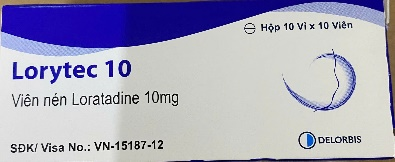 Hộp 10 Vỉ x 10 Viên
Lorytec 10
Viên nén Loratadine 10mg
SĐK/ Visa No.: VN-15187-12
DELORBIS